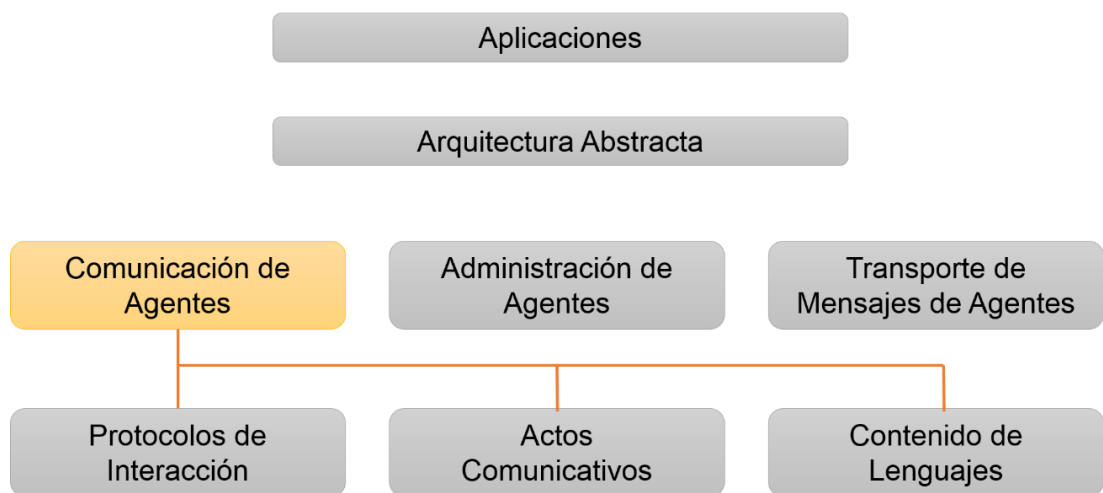 Aplicaciones
Arquitectura Abstracta
Comunicación de
Agentes
Administración de
Agentes
Transporte de
Mensajes de Agentes
Protocolos de
Interacción
Actos
Comunicativos
Contenido de
Lenguajes